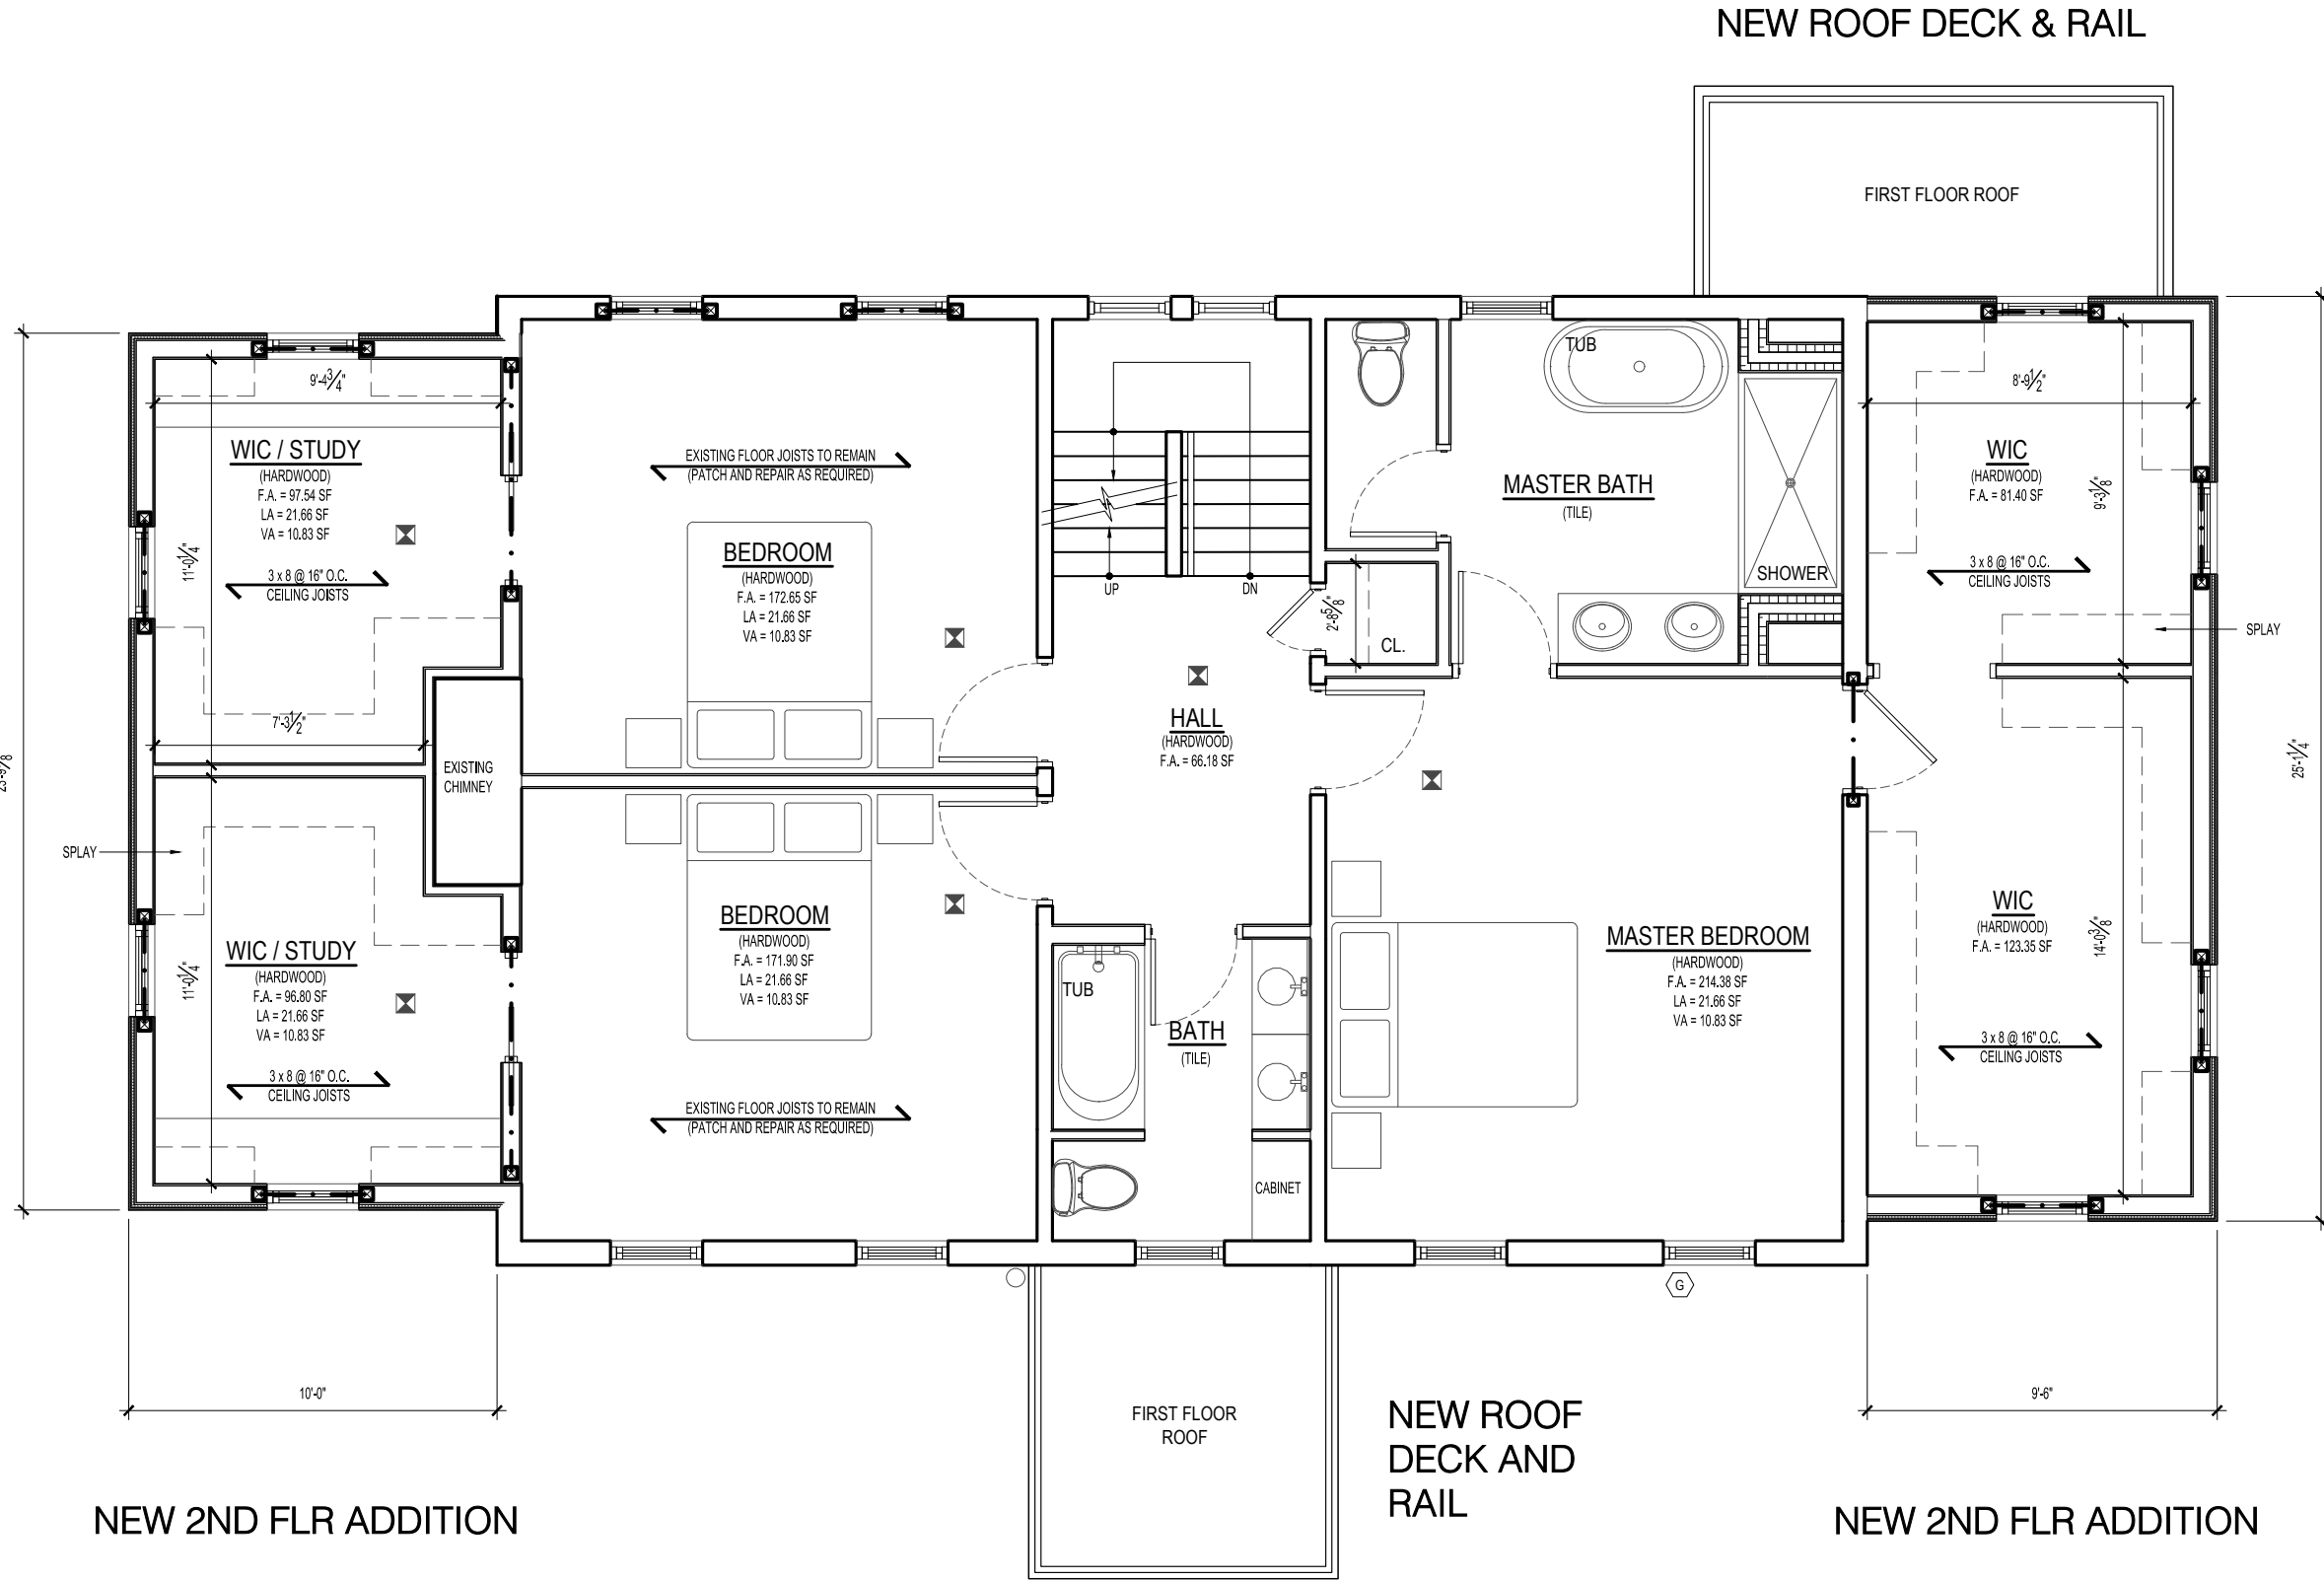 NEW ROOF DECK & RAIL
FIRST FLOOR ROOF
9'-4 3/4"
WIC / STUDY
(HARDWOOD)
F.A. = 97.54 SF
LA = 21.66 SF
VA = 10.83 SF
11'-0 1/4"
3 x 8 @ 16" O.C.
CEILING JOISTS
7'-3 1/2"
EXISTING FLOOR JOISTS TO REMAIN
(PATCH AND REPAIR AS REQUIRED)
BEDROOM
(HARDWOOD)
F.A. = 172.65 SF
LA = 21.66 SF
VA = 10.83 SF
UP
DN
TUB
MASTER BATH
(TILE)
SHOWER
2'-8 5/8"
CL.
8'-9 1/2"
WIC
(HARDWOOD)
F.A. = 81.40 SF
9'-3 1/8"
3 x 8 @ 16" O.C.
CEILING JOISTS
SPLAY
HALL
(HARDWOOD)
F.A. = 66.18 SF
EXISTING
CHIMNEY
25'-1 1/4"
SPLAY
WIC / STUDY
(HARDWOOD)
F.A. = 96.80 SF
LA = 21.66 SF
VA = 10.83 SF
11'-0 1/4"
3 x 8 @ 16" O.C.
CEILING JOISTS
BEDROOM
(HARDWOOD)
F.A. = 171.90 SF
LA = 21.66 SF
VA = 10.83 SF
EXISTING FLOOR JOISTS TO REMAIN
(PATCH AND REPAIR AS REQUIRED)
TUB
BATH
(TILE)
CABINET
MASTER BEDROOM
(HARDWOOD)
F.A. = 214.38 SF
LA = 21.66 SF
VA = 10.83 SF
WIC
(HARDWOOD)
F.A. = 123.35 SF
14'-0 3/8"
3 x 8 @ 16" O.C.
CEILING JOISTS
G
10'-0"
9'-6"
FIRST FLOOR
ROOF
NEW ROOF
DECK AND
RAIL
NEW 2ND FLR ADDITION
NEW 2ND FLR ADDITION